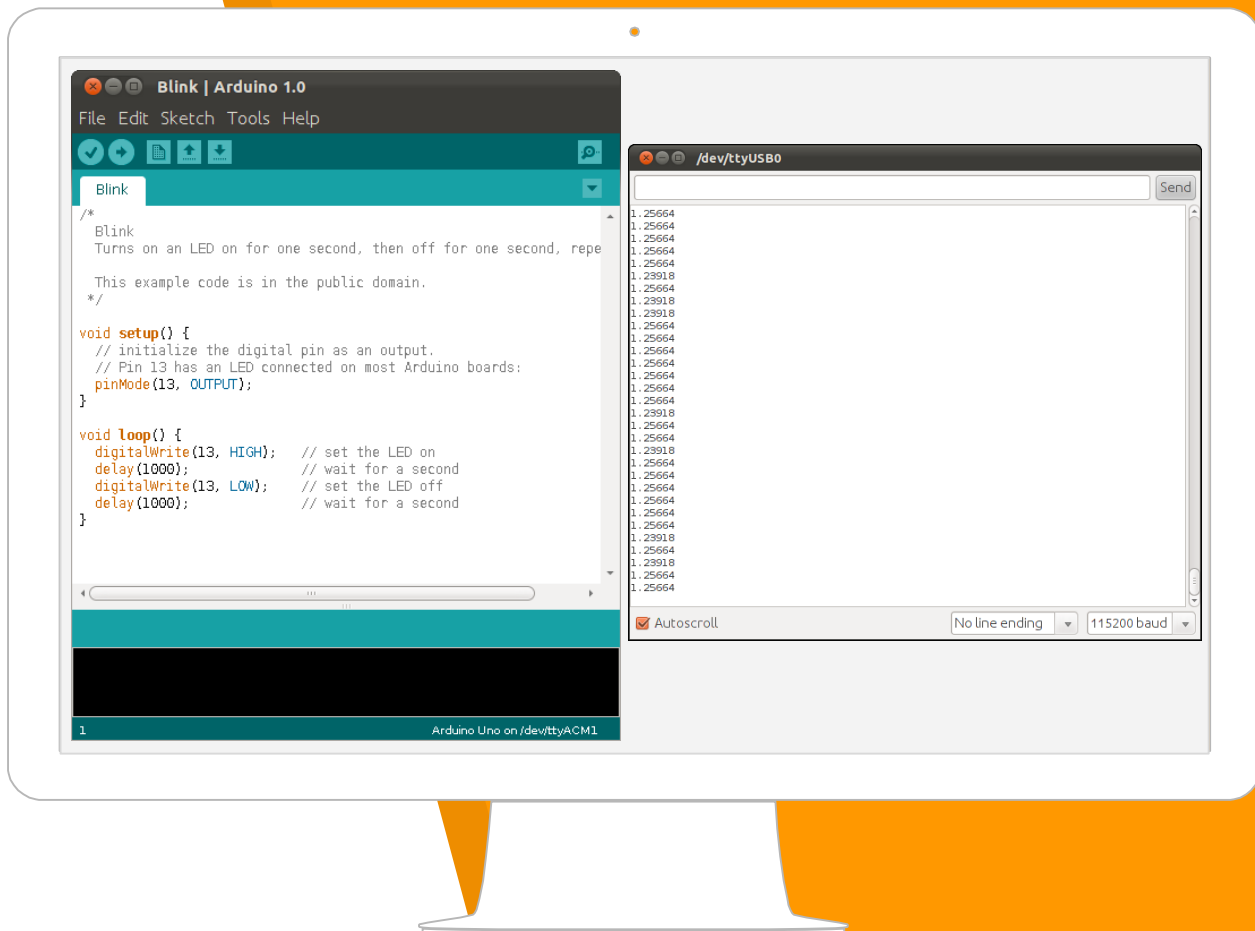 Blink | Arduino 1.0
File Edit Sketch Tools Help
Blink
/*
  Blink
  Turns on an LED on for one second, then off for one second, repe

  This example code is in the public domain.
 */

void setup() {
  // initialize the digital pin as an output.
  // Pin 13 has an LED connected on most Arduino boards:
  pinMode(13, OUTPUT);
}

void loop() {
  digitalWrite(13, HIGH);   // set the LED on
  delay(1000);              // wait for a second
  digitalWrite(13, LOW);    // set the LED off
  delay(1000);              // wait for a second
}
1
Arduino Uno on /dev/ttyACM1
/dev/ttyUSB0
Send
1.25664
1.25664
1.25664
1.25664
1.25664
1.23918
1.25664
1.23918
1.23918
1.25664
1.25664
1.25664
1.25664
1.25664
1.25664
1.25664
1.23918
1.25664
1.25664
1.23918
1.25664
1.25664
1.25664
1.25664
1.25664
1.25664
1.23918
1.25664
1.23918
1.25664
1.25664
Autoscroll
No line ending
115200 baud